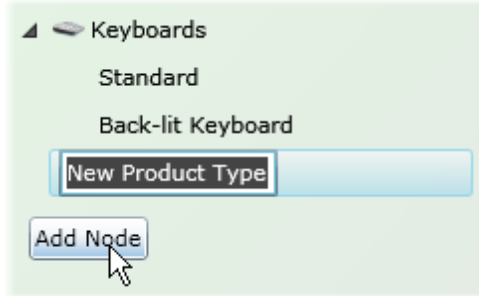 Keyboards
Standard
Back-lit Keyboard
New Product Type
Add Node